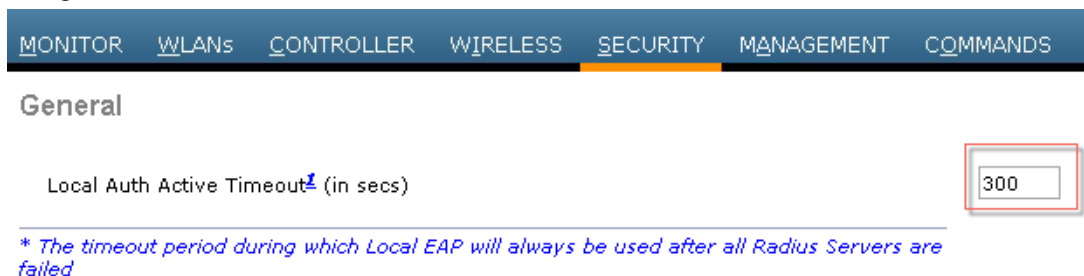 MONITOR WLANs CONTROLLER WIRELESS SECURITY MANAGEMENT COMMANDS
General
Local Auth Active Timeout1 (in secs) 300
* The timeout period during which Local EAP will always be used after all Radius Servers are
failed